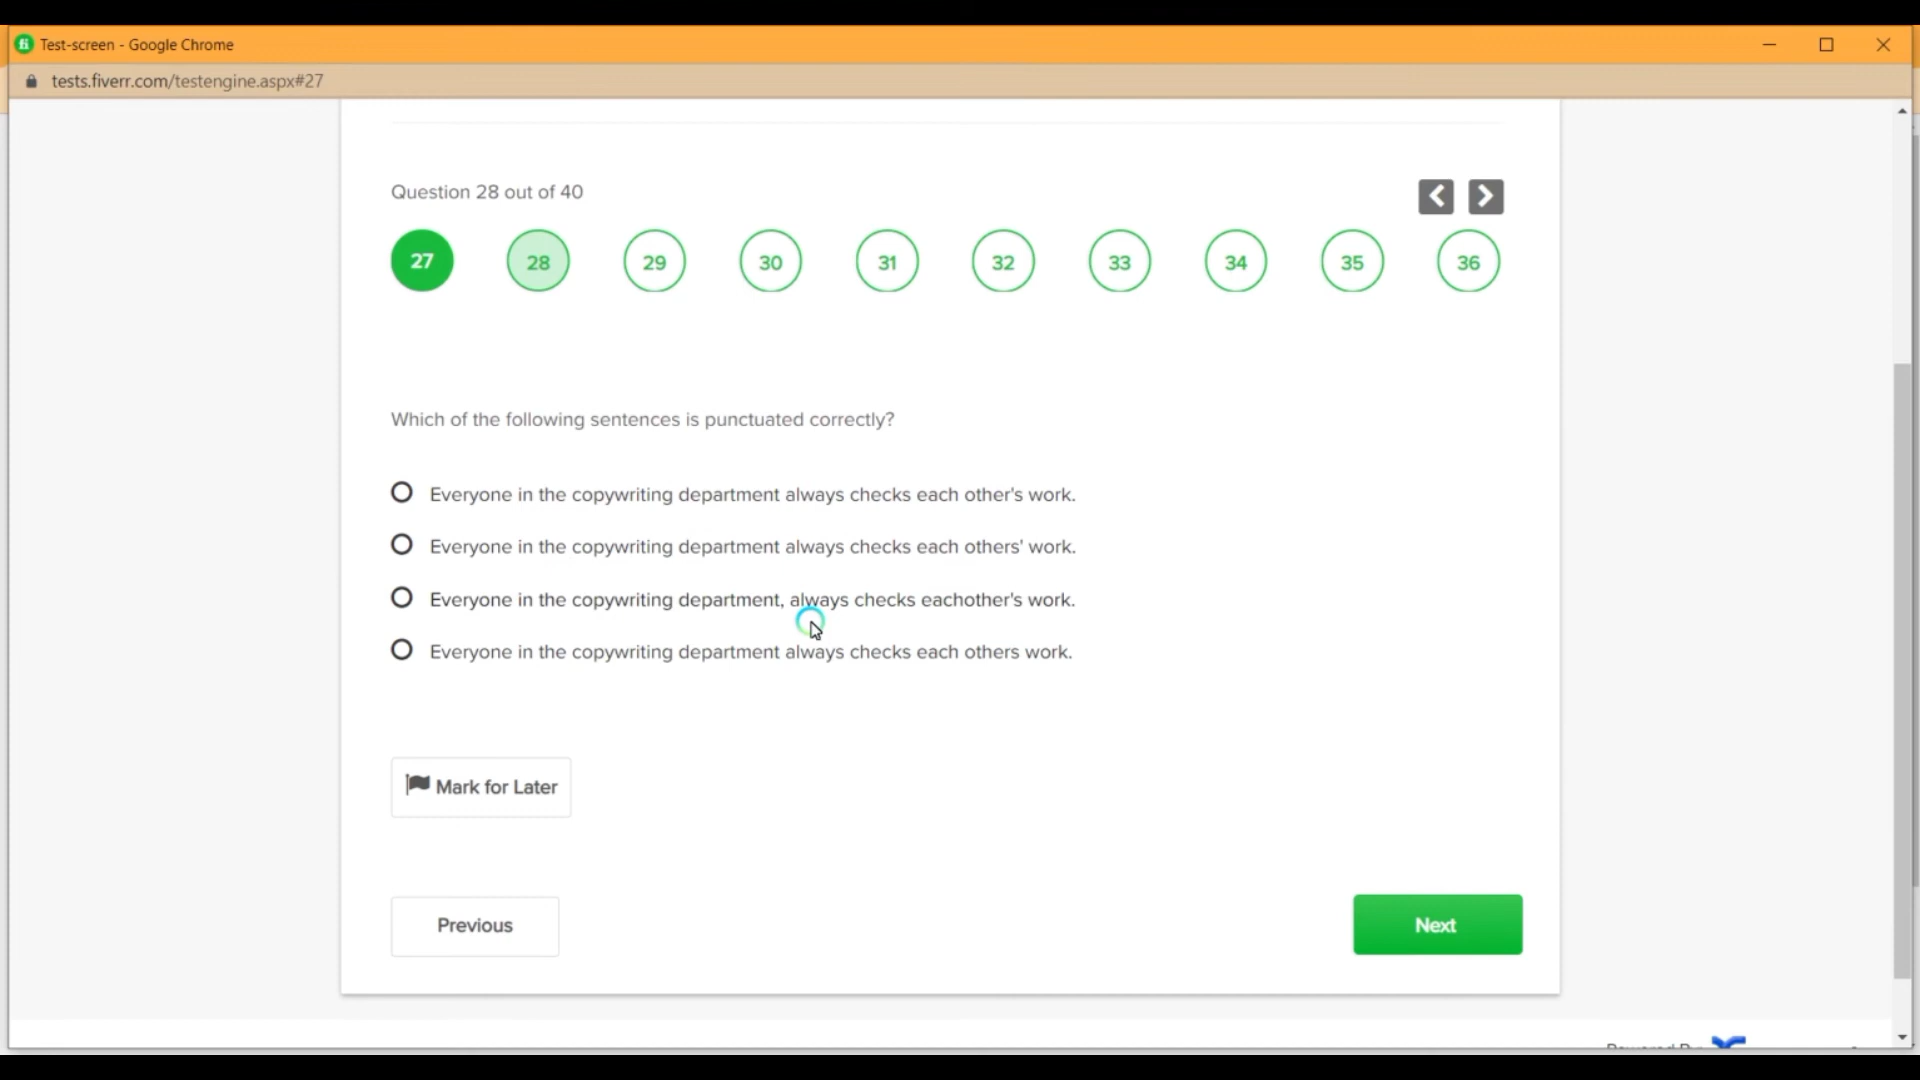 Test-screen - Google Chrome
tests.fiverr.com/testengine.aspx#27
Question 28 out of 40
27 28 29 30 31 32 33 34 35 36
Which of the following sentences is punctuated correctly?
Everyone in the copywriting department always checks each other's work.
Everyone in the copywriting department always checks each others' work.
Everyone in the copywriting department, always checks eachother's work.
Everyone in the copywriting department always checks each others work.
Mark for Later
Previous
Next